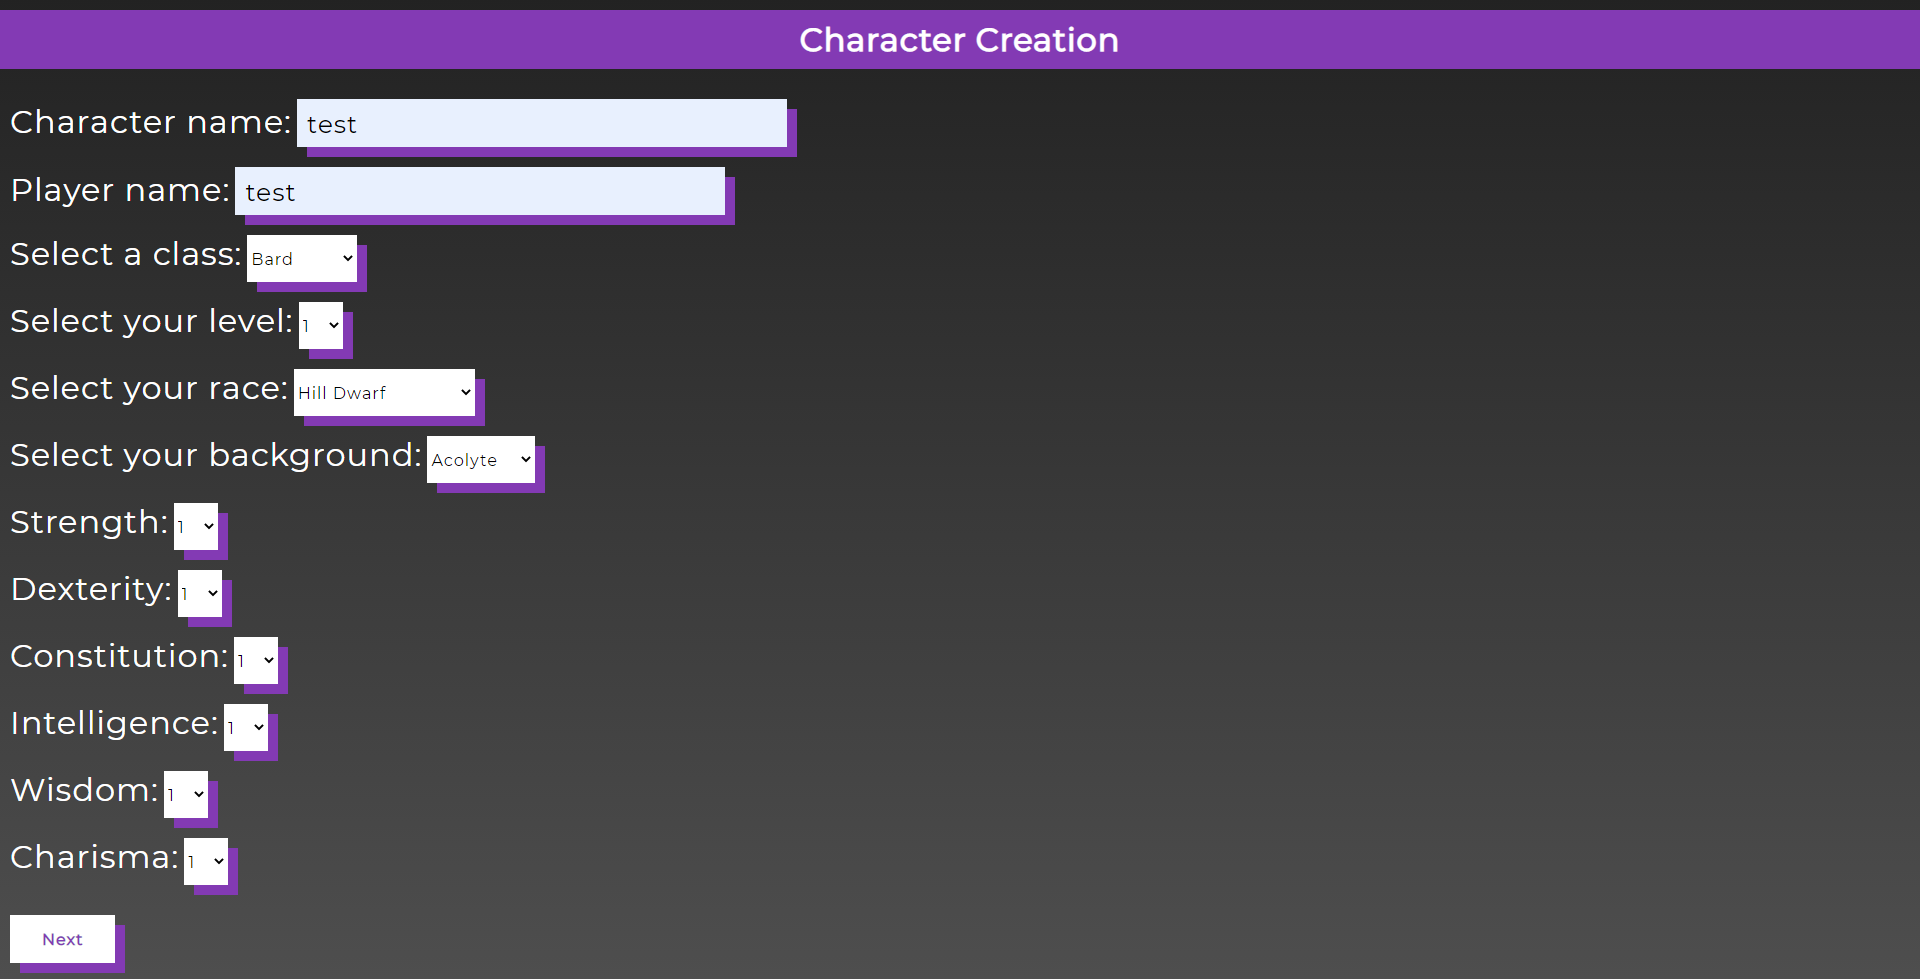 Character Creation
Character name: test
Player name: test
Select a class: Bard
Select your level: 1
Select your race: Hill Dwarf
Select your background: Acolyte
Strength: 1
Dexterity: 1
Constitution: 1
Intelligence: 1
Wisdom: 1
Charisma: 1
Next